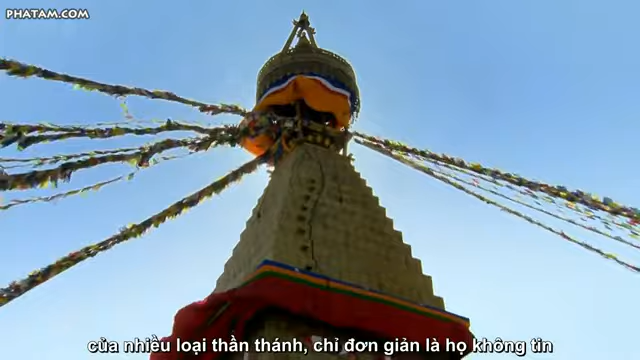 PHATAM.COM
của nhiều loại thần thánh, chỉ đơn giản là họ không tin